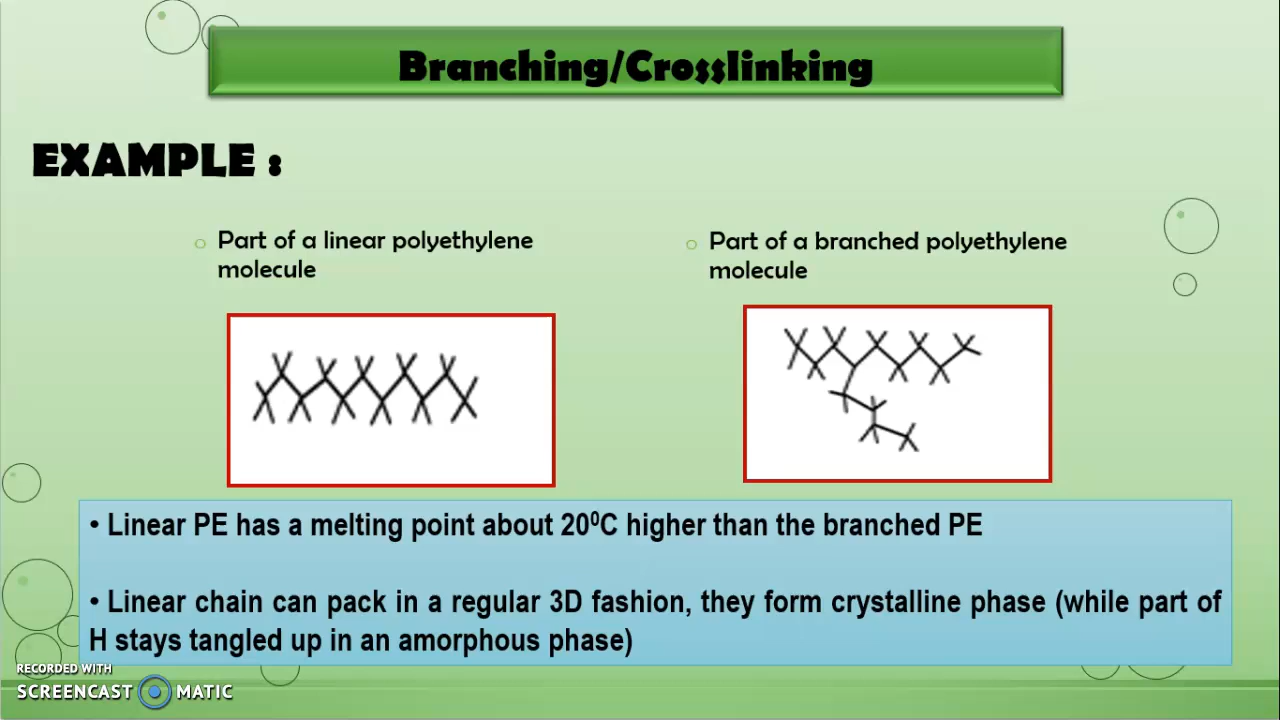 Branching/Crosslinking
EXAMPLE :
○ Part of a linear polyethylene
molecule
○ Part of a branched polyethylene
molecule
• Linear PE has a melting point about 20⁰C higher than the branched PE
• Linear chain can pack in a regular 3D fashion, they form crystalline phase (while part of
H stays tangled up in an amorphous phase)
RECORDED WITH
SCREENCAST MATIC